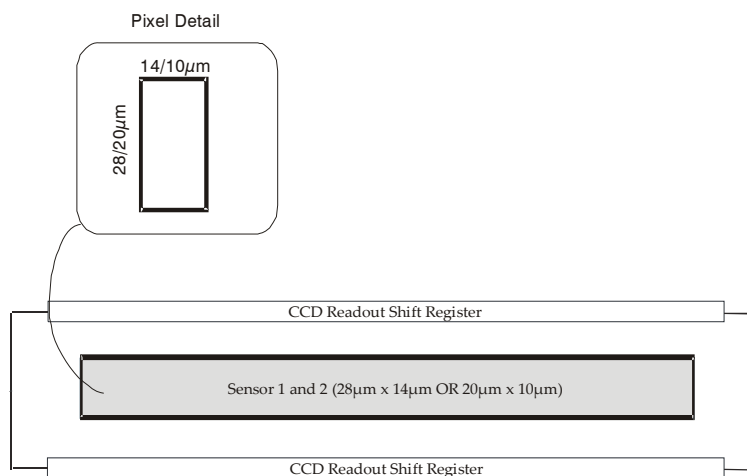 Pixel Detail
14/10µm
28/20µm
CCD Readout Shift Register
Sensor 1 and 2 (28µm x 14µm OR 20µm x 10µm)
CCD Readout Shift Register